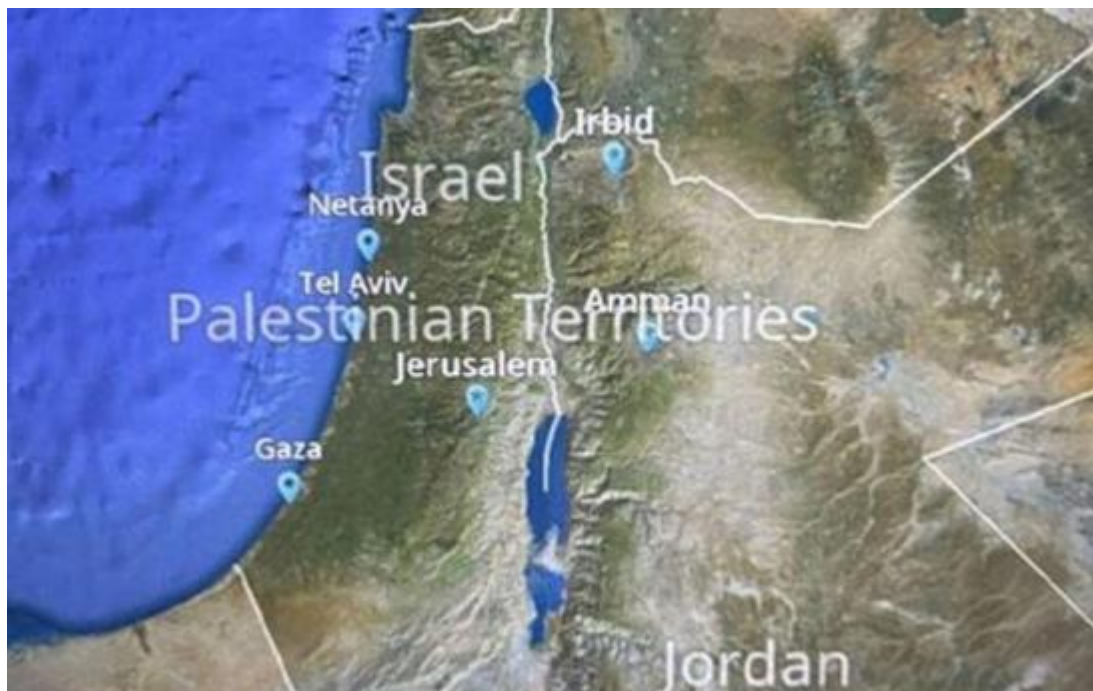 Irbid
Israel
Netanya
Tel Aviv
Amman
Palestinian Territories
Jerusalem
Gaza
Jordan